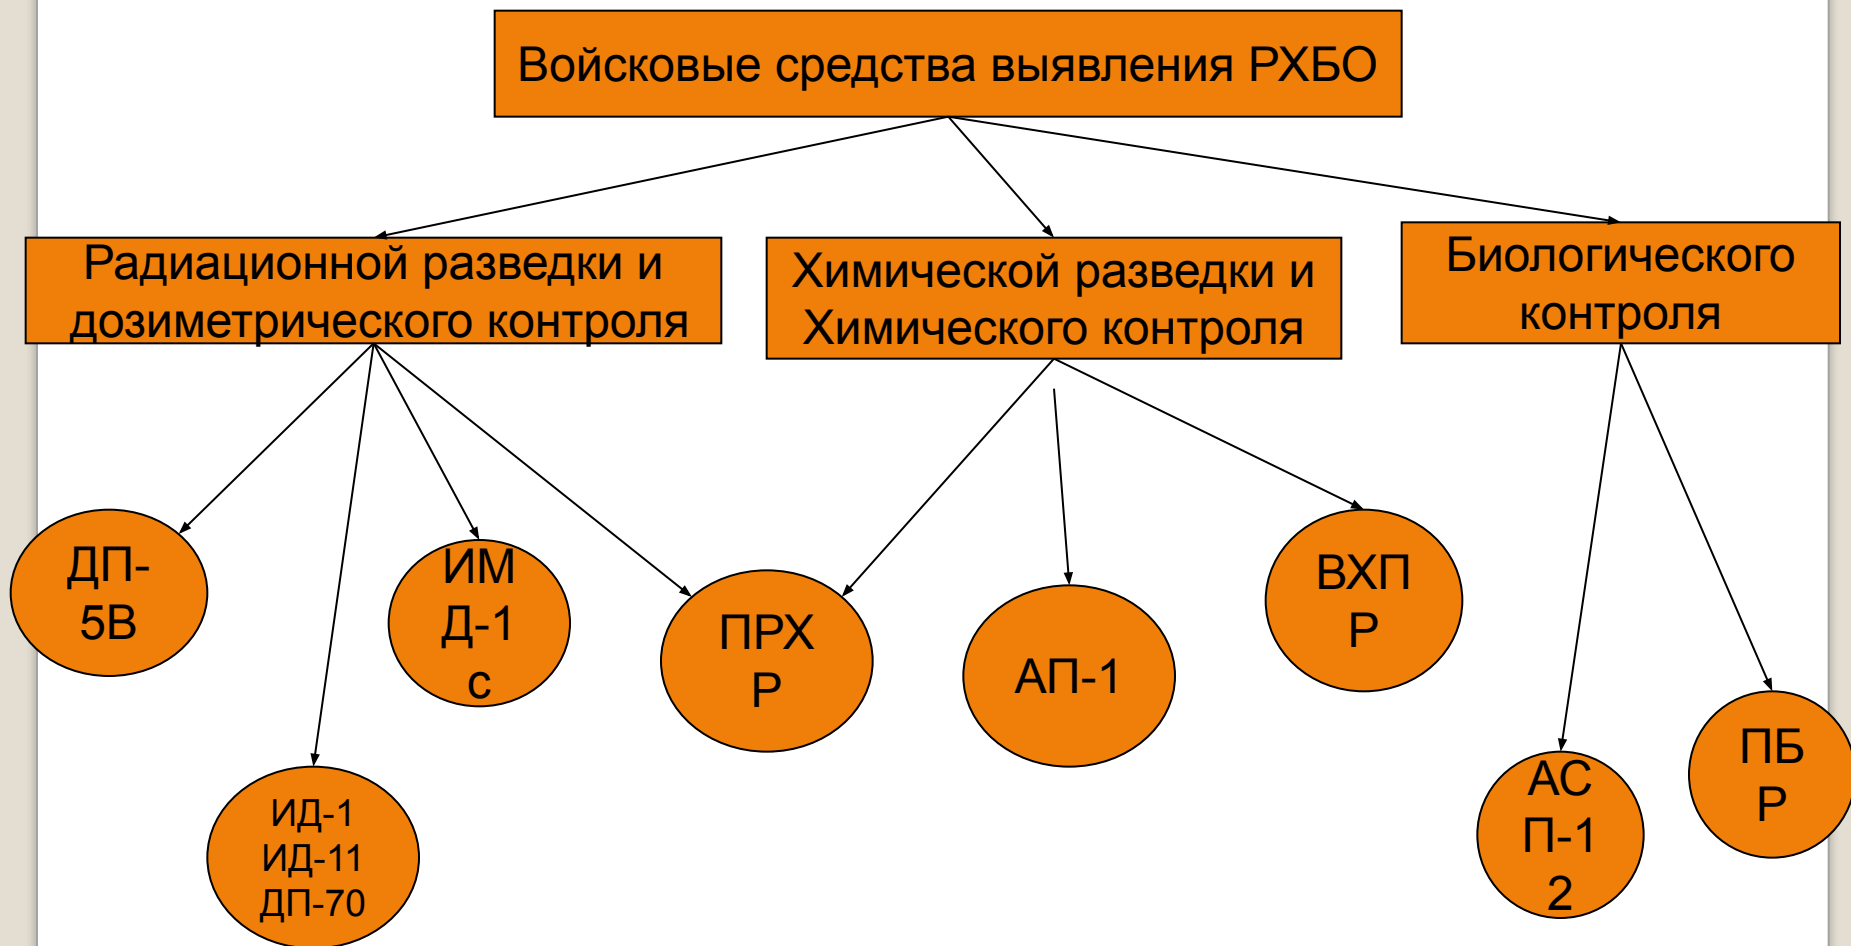 Войсковые средства выявления РХБО
Радиационной разведки и
дозиметрического контроля
Химической разведки и
Химического контроля
Биологического
контроля
ДП-
5В
ИМ
Д-1
с
ПРХ
Р
АП-1
ВХП
Р
ИД-1
ИД-11
ДП-70
АС
П-1
2
ПБ
Р